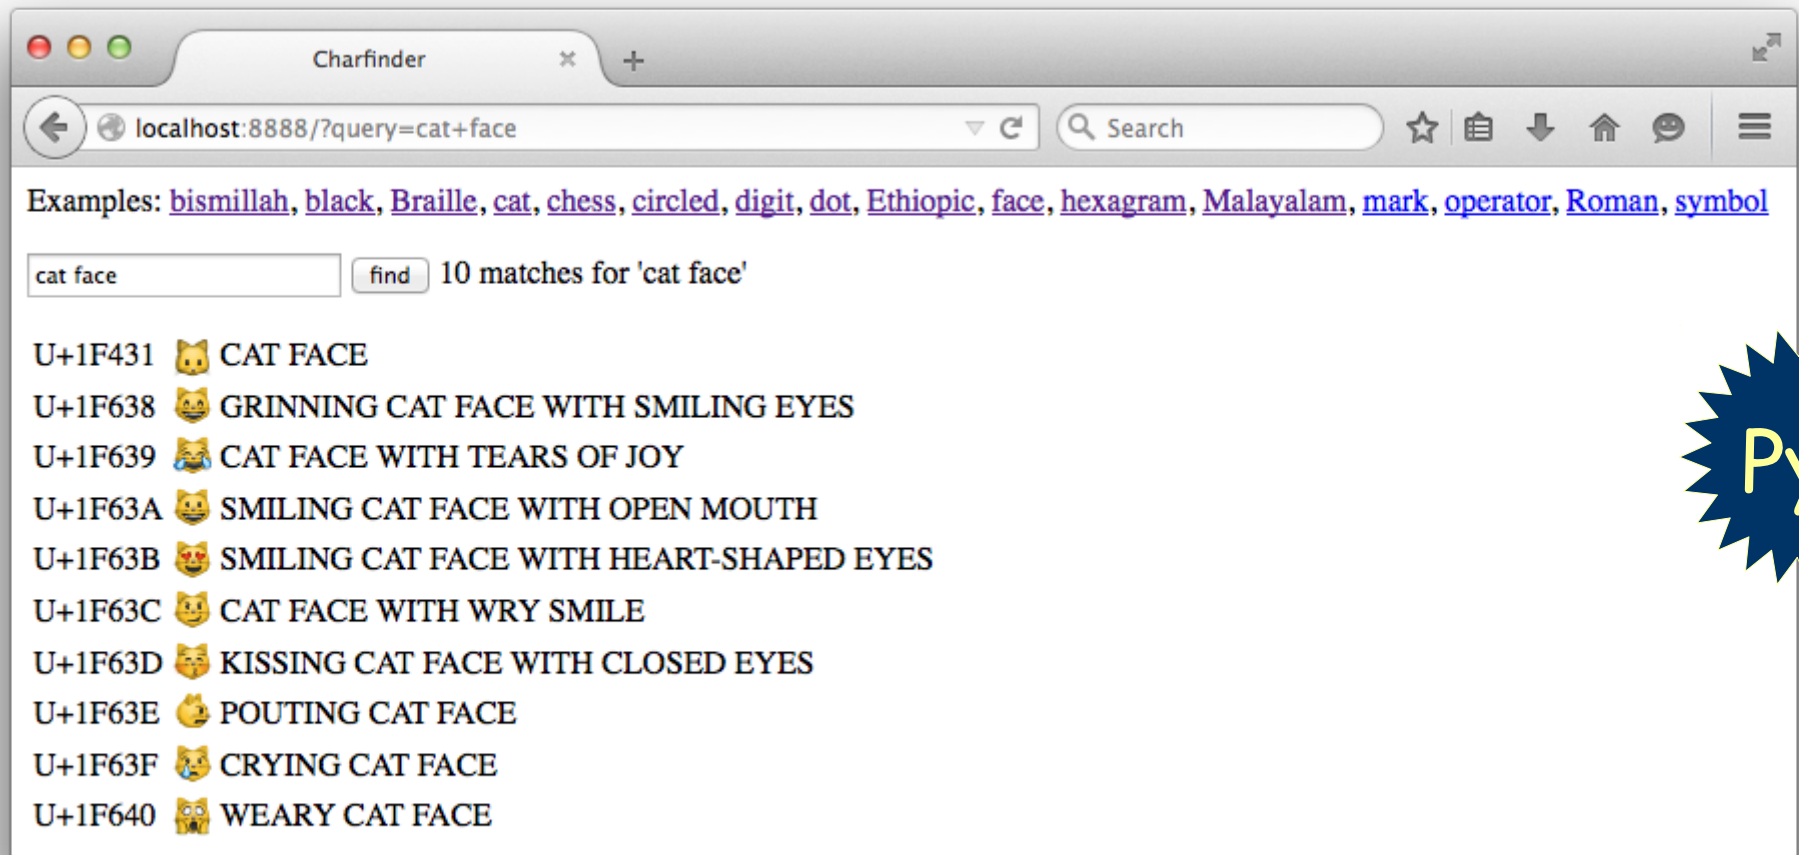 Charfinder
localhost:8888/?query=cat+face
Search
Examples: bismillah, black, Braille, cat, chess, circled, digit, dot, Ethiopic, face, hexagram, Malayalam, mark, operator, Roman, symbol
cat face find 10 matches for 'cat face'
U+1F431 🐱 CAT FACE
U+1F638 😸 GRINNING CAT FACE WITH SMILING EYES
U+1F639 😹 CAT FACE WITH TEARS OF JOY
U+1F63A 😺 SMILING CAT FACE WITH OPEN MOUTH
U+1F63B 😻 SMILING CAT FACE WITH HEART-SHAPED EYES
U+1F63C 😼 CAT FACE WITH WRY SMILE
U+1F63D 😽 KISSING CAT FACE WITH CLOSED EYES
U+1F63E 😾 POUTING CAT FACE
U+1F63F 😿 CRYING CAT FACE
U+1F640 🙀 WEARY CAT FACE